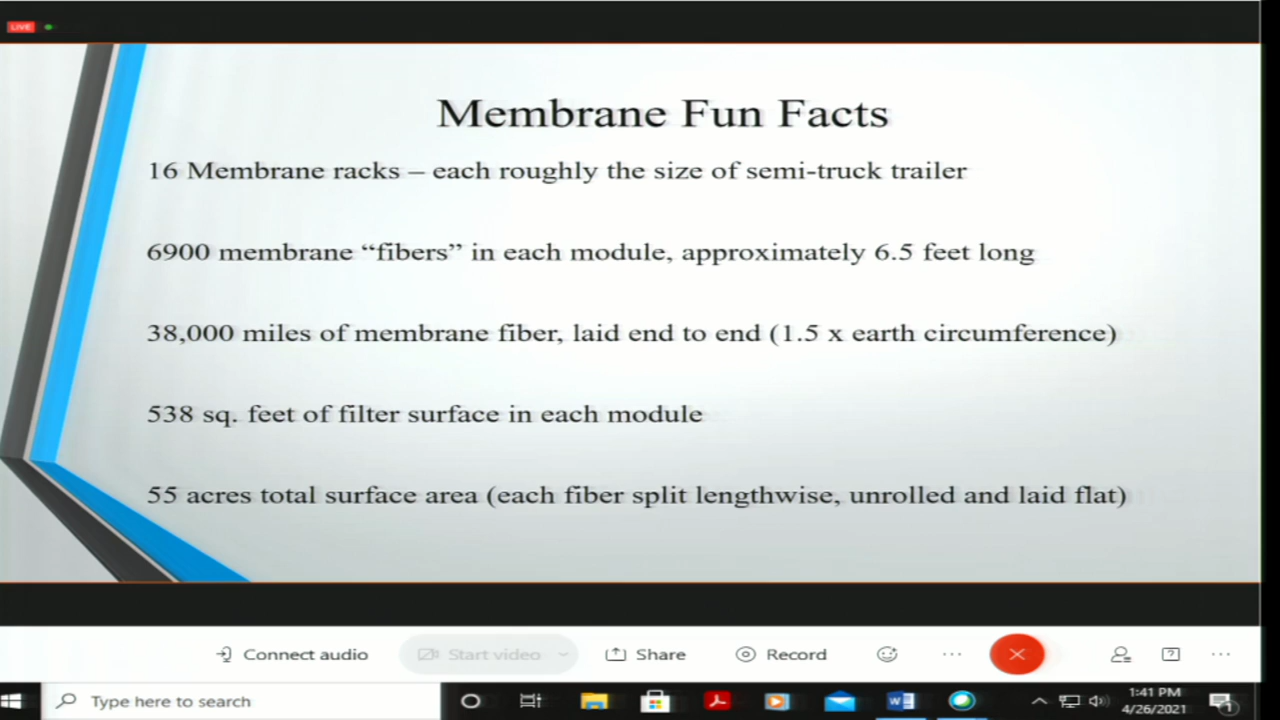 LIVE
Membrane Fun Facts
16 Membrane racks – each roughly the size of semi-truck trailer
6900 membrane “fibers” in each module, approximately 6.5 feet long
38,000 miles of membrane fiber, laid end to end (1.5 x earth circumference)
538 sq. feet of filter surface in each module
55 acres total surface area (each fiber split lengthwise, unrolled and laid flat)
Connect audio Start video Share Record
Type here to search
1:41 PM
4/26/2021
1